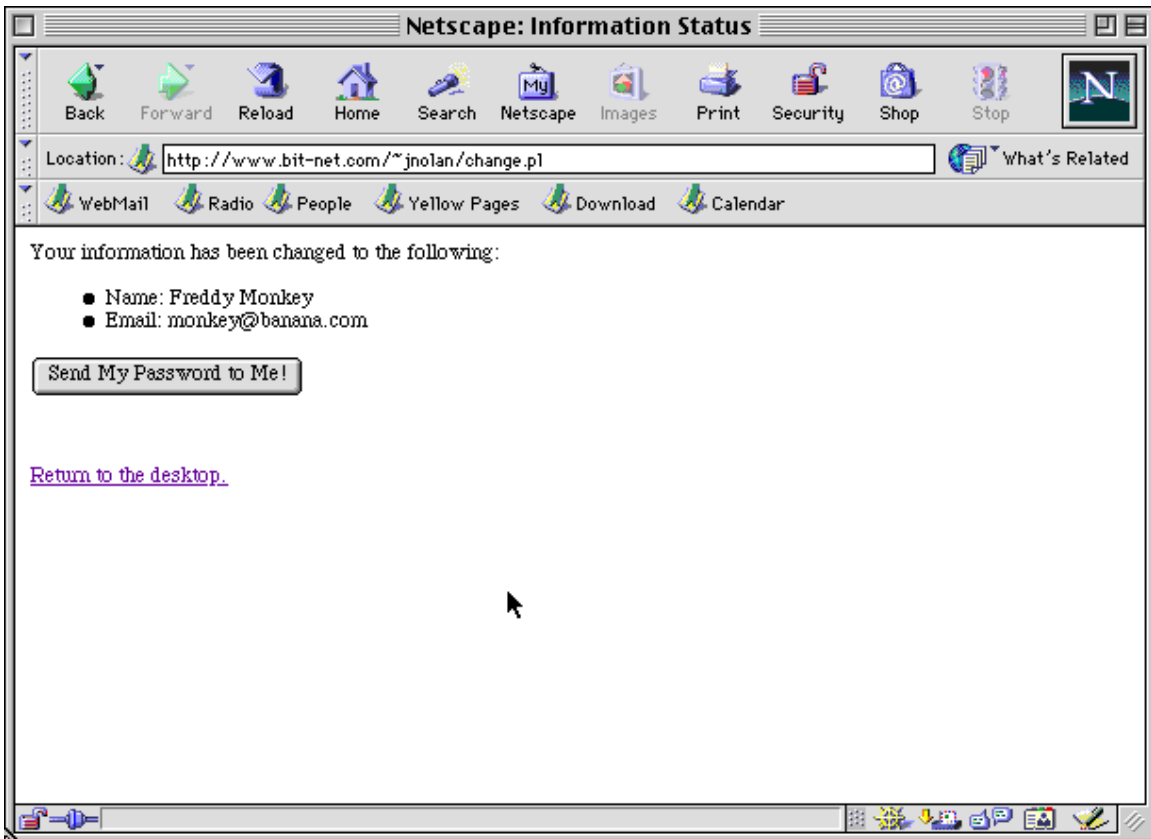 Netscape: Information Status
Back Forward Reload Home Search Netscape Images Print Security Shop Stop
My
N
Location: http://www.bit-net.com/~jnolan/change.pl What's Related
WebMail Radio People Yellow Pages Download Calendar
Your information has been changed to the following:
Name: Freddy Monkey
Email: monkey@banana.com
Send My Password to Me!
Return to the desktop.